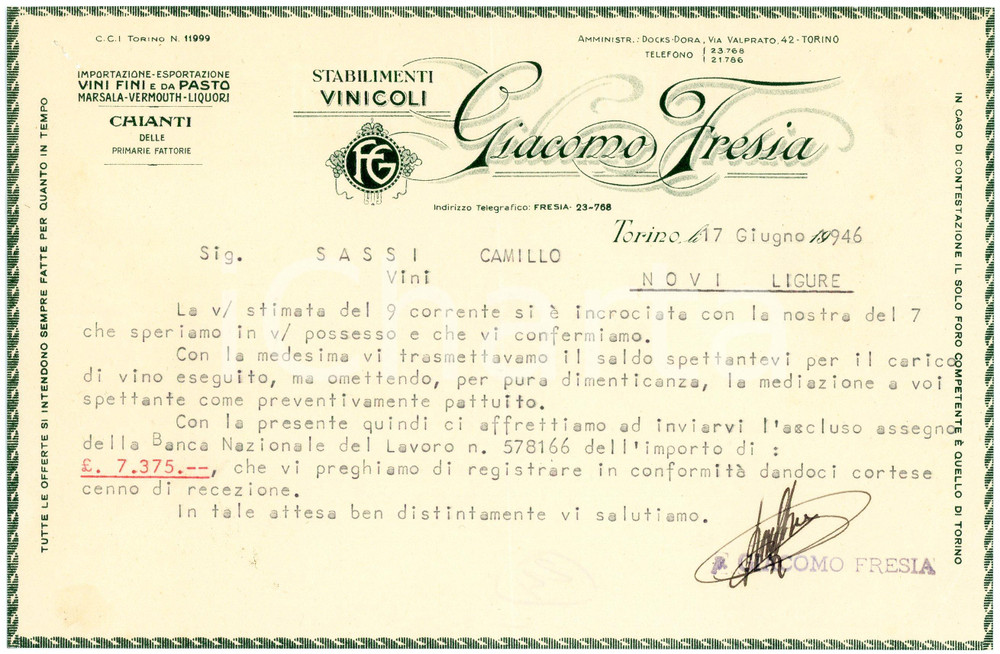 C.C.I TORINO N. 11999
AMMINISTR.: DOCKS-DORA, VIA VALPRATO, 42-TORINO
TELEFONO { 23.768
21786
IMPORTAZIONE-ESPORTAZIONE
VINI FINI E DA PASTO
MARSALA-VERMOUTH-LIQUORI
CHIANTI
DELLE
PRIMARIE FATTORIE
STABILIMENTI
VINICOLI
Giacomo Fresia
FG
Indirizzo Telegrafico: FRESIA- 23-768
Torino, li 17 Giugno 1946
Sig. SASSI CAMILLO
Vini
NOVI LIGURE
La v/ stimata del 9 corrente si è incrociata con la nostra del 7
che speriamo in v/ possesso e che vi confermiamo.
Con la medesima vi trasmettavamo il saldo spettantevi per il carico
di vino eseguito, ma omettendo, per pura dimenticanza, la mediazione a voi
spettante come preventivamente pattuito.
Con la presente quindi ci affrettiamo ad inviarvi l'ascluso assegno
della Banca Nazionale del Lavoro n. 578166 dell'importo di :
£. 7.375.--, che vi preghiamo di registrare in conformità dandoci cortese
cenno di recezione.
In tale attesa ben distintamente vi salutiamo.
p. GIACOMO FRESIA
TUTTE LE OFFERTE SI INTENDONO SEMPRE FATTE PER QUANTO IN TEMPO
IN CASO DI CONTESTAZIONE IL SOLO FORO COMPETENTE È QUELLO DI TORINO